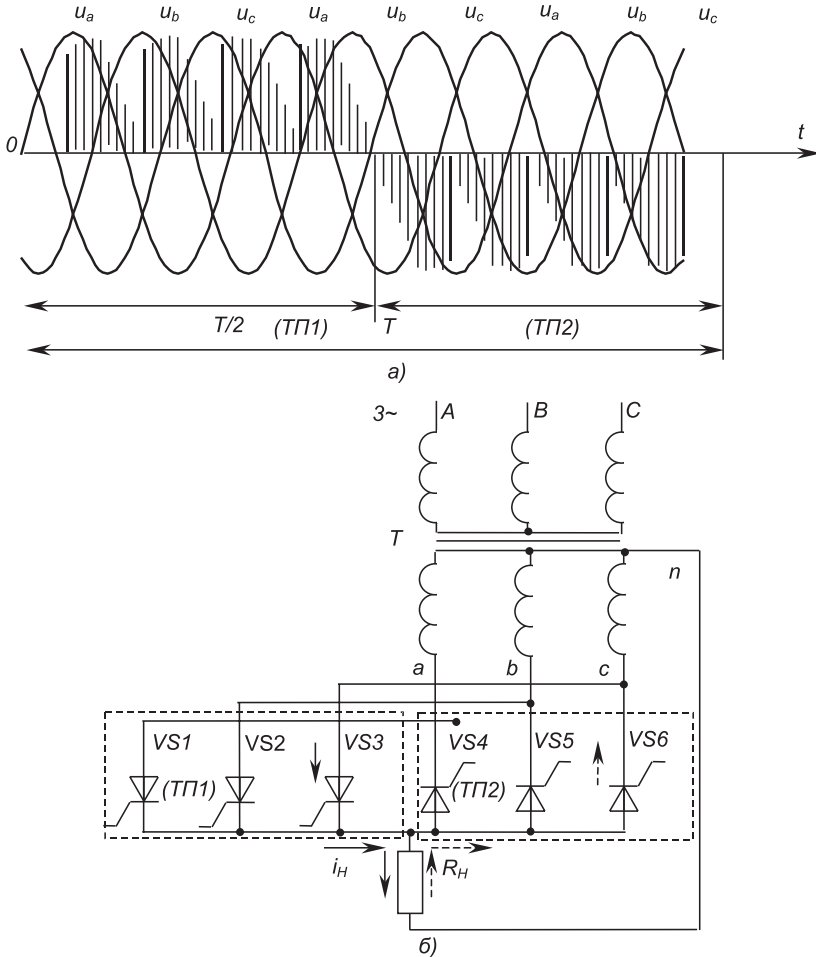 u_a u_b u_c u_a u_b u_c u_a u_b u_c
0 t
T/2 (ТП1) T (ТП2)
а)
3~ A B C
T
n
a b c
VS1 VS2 VS3 VS4 VS5 VS6
(ТП1) (ТП2)
i_H R_H
б)